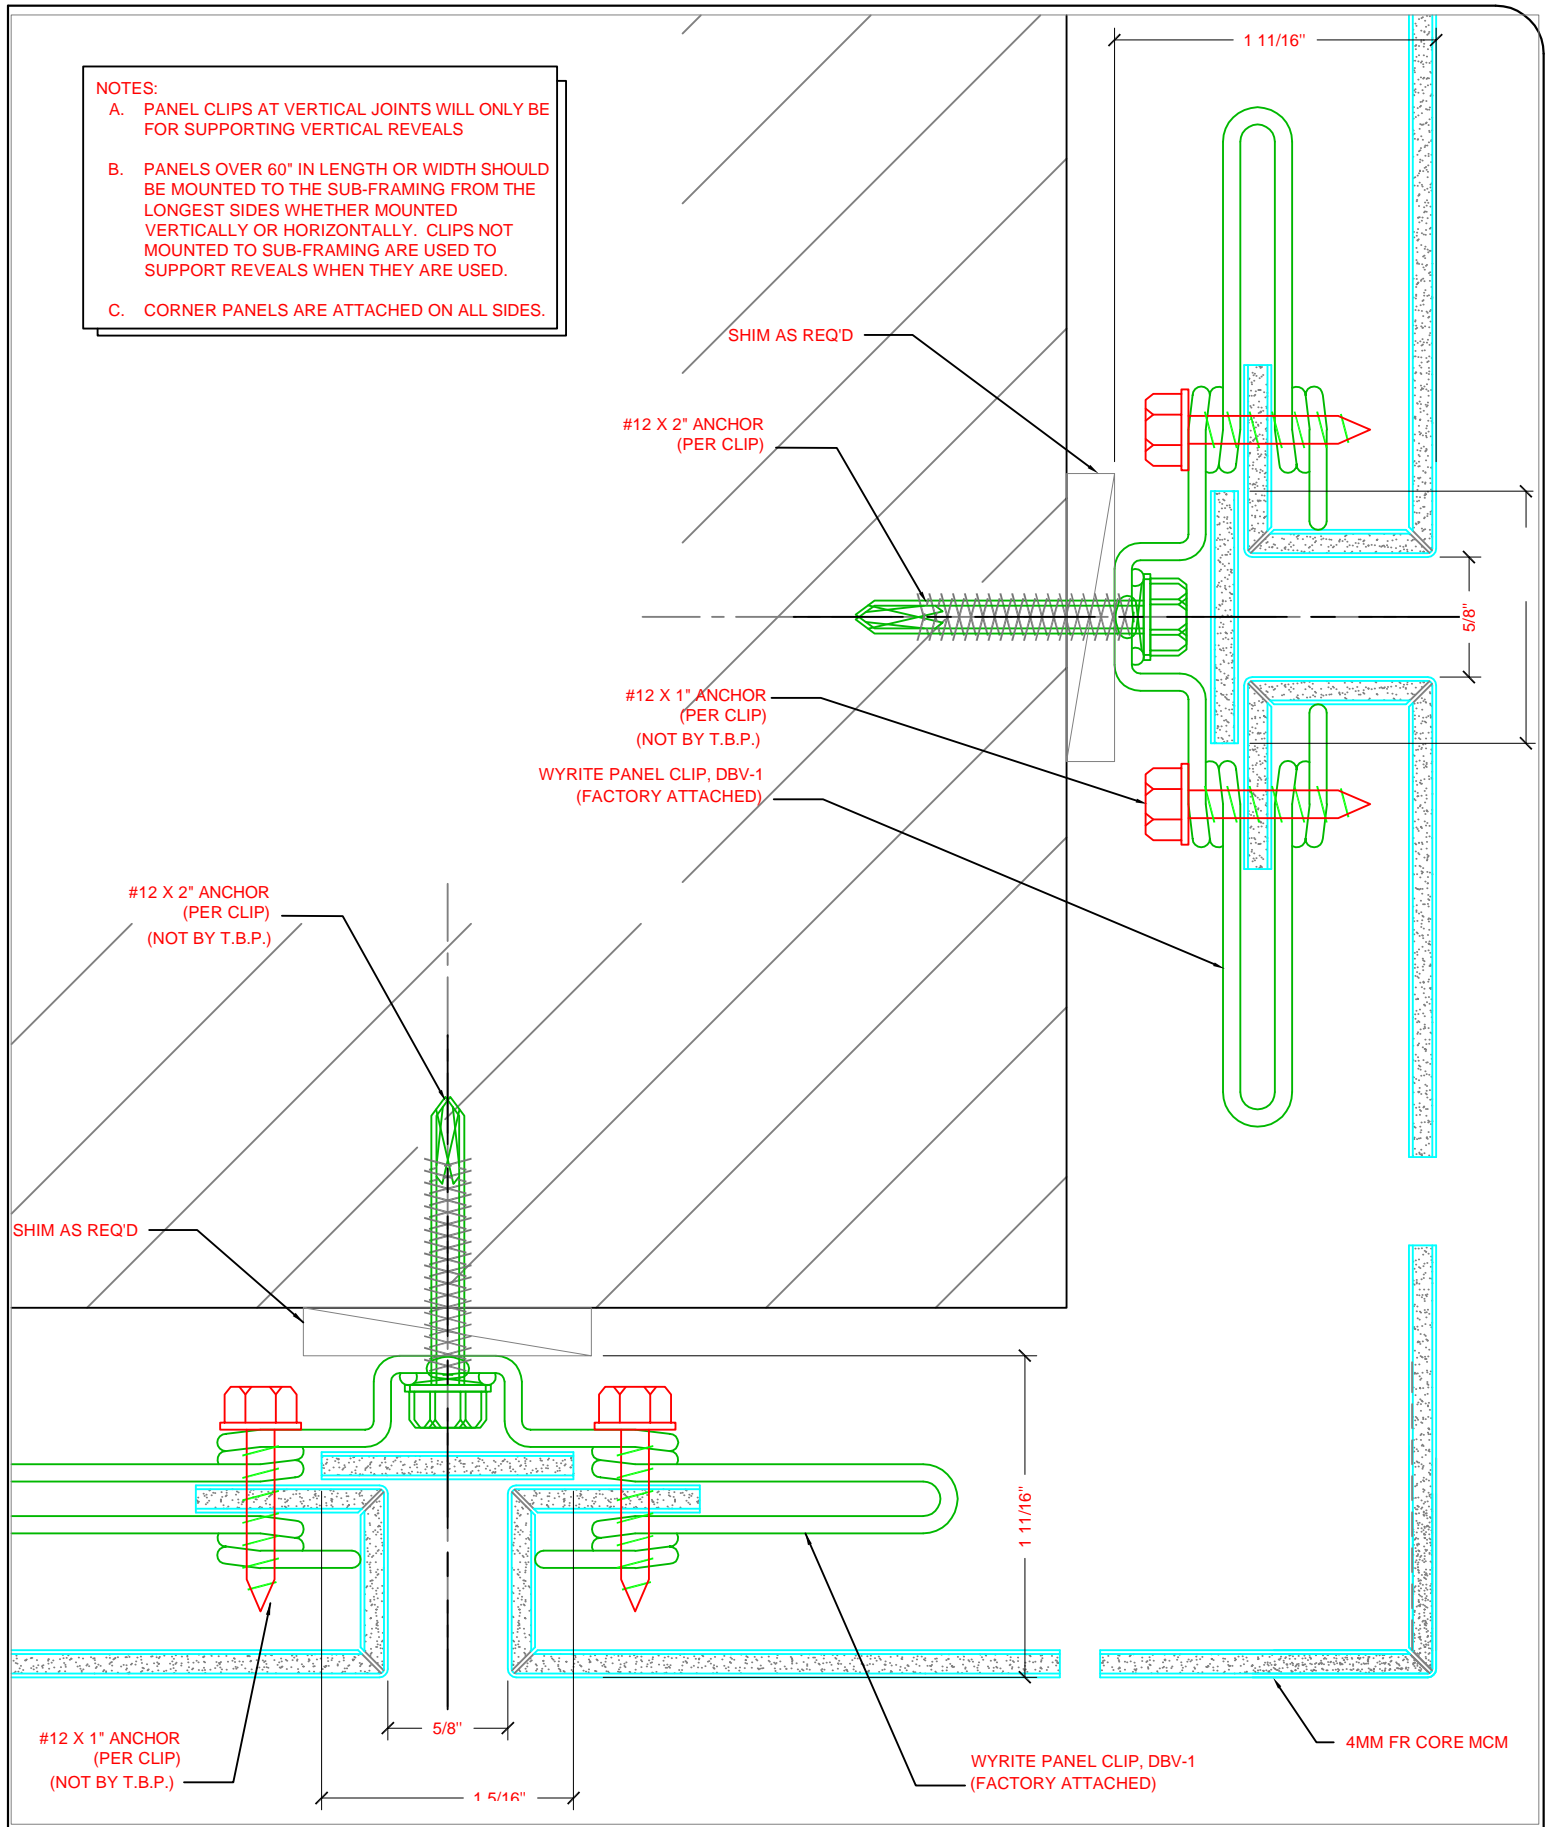 1 11/16"
NOTES:
A. PANEL CLIPS AT VERTICAL JOINTS WILL ONLY BE
FOR SUPPORTING VERTICAL REVEALS
B. PANELS OVER 60" IN LENGTH OR WIDTH SHOULD
BE MOUNTED TO THE SUB-FRAMING FROM THE
LONGEST SIDES WHETHER MOUNTED
VERTICALLY OR HORIZONTALLY. CLIPS NOT
MOUNTED TO SUB-FRAMING ARE USED TO
SUPPORT REVEALS WHEN THEY ARE USED.
C. CORNER PANELS ARE ATTACHED ON ALL SIDES.
SHIM AS REQ'D
#12 X 2" ANCHOR
(PER CLIP)
5/8"
#12 X 1" ANCHOR
(PER CLIP)
(NOT BY T.B.P.)
WYRITE PANEL CLIP, DBV-1
(FACTORY ATTACHED)
#12 X 2" ANCHOR
(PER CLIP)
(NOT BY T.B.P.)
SHIM AS REQ'D
1 11/16"
5/8"
#12 X 1" ANCHOR
(PER CLIP)
(NOT BY T.B.P.)
1 5/16"
WYRITE PANEL CLIP, DBV-1
(FACTORY ATTACHED)
4MM FR CORE MCM